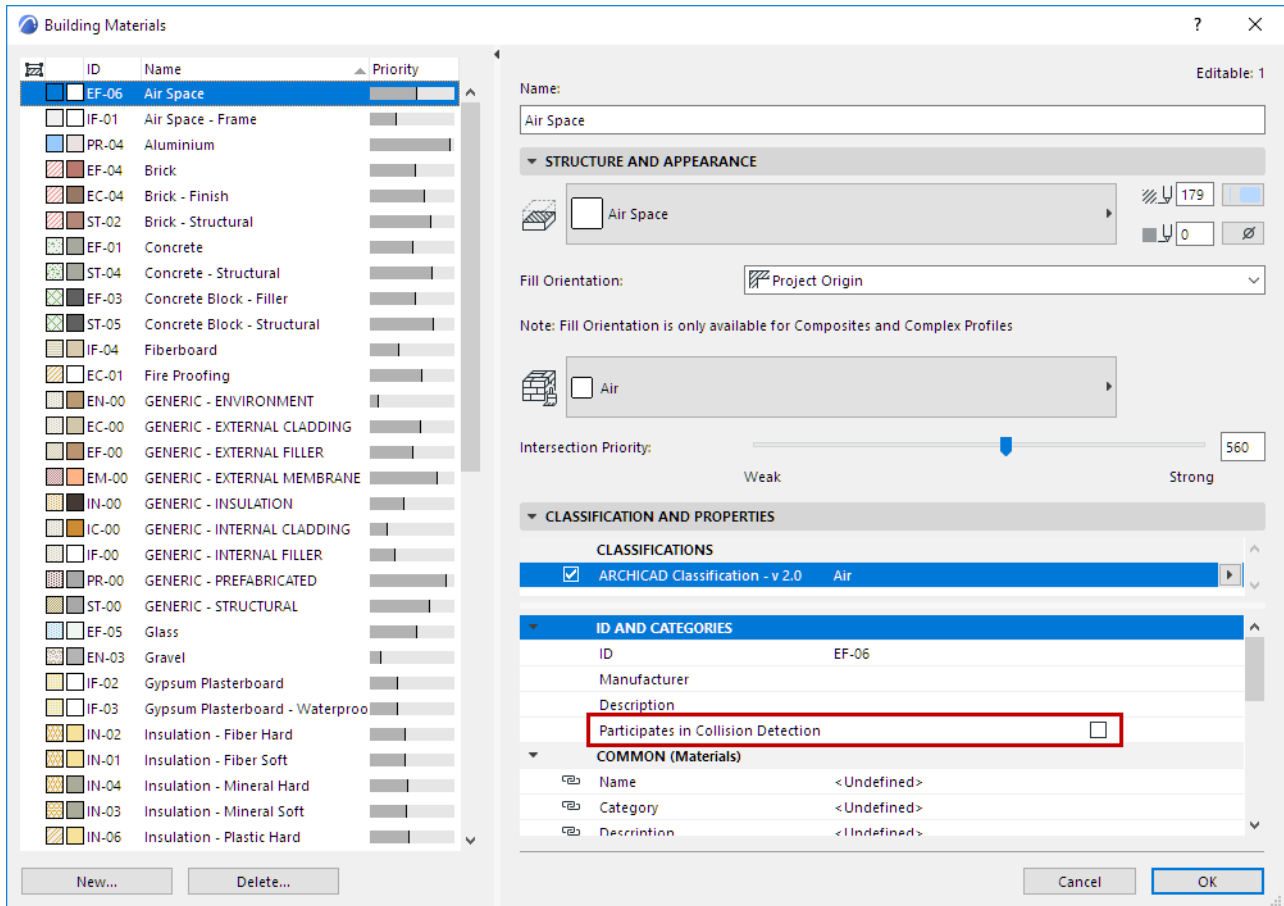 Building Materials
? ×
ID Name Priority
EF-06 Air Space
IF-01 Air Space - Frame
PR-04 Aluminium
EF-04 Brick
EC-04 Brick - Finish
ST-02 Brick - Structural
EF-01 Concrete
ST-04 Concrete - Structural
EF-03 Concrete Block - Filler
ST-05 Concrete Block - Structural
IF-04 Fiberboard
EC-01 Fire Proofing
EN-00 GENERIC - ENVIRONMENT
EC-00 GENERIC - EXTERNAL CLADDING
EF-00 GENERIC - EXTERNAL FILLER
EM-00 GENERIC - EXTERNAL MEMBRANE
IN-00 GENERIC - INSULATION
IC-00 GENERIC - INTERNAL CLADDING
IF-00 GENERIC - INTERNAL FILLER
PR-00 GENERIC - PREFABRICATED
ST-00 GENERIC - STRUCTURAL
EF-05 Glass
EN-03 Gravel
IF-02 Gypsum Plasterboard
IF-03 Gypsum Plasterboard - Waterproo
IN-02 Insulation - Fiber Hard
IN-01 Insulation - Fiber Soft
IN-04 Insulation - Mineral Hard
IN-03 Insulation - Mineral Soft
IN-06 Insulation - Plastic Hard
New... Delete...
Editable: 1
Name:
Air Space
STRUCTURE AND APPEARANCE
Air Space
179
0
Fill Orientation: Project Origin
Note: Fill Orientation is only available for Composites and Complex Profiles
Air
Intersection Priority: 560
Weak Strong
CLASSIFICATION AND PROPERTIES
CLASSIFICATIONS
ARCHICAD Classification - v 2.0 Air
ID AND CATEGORIES
ID EF-06
Manufacturer
Description
Participates in Collision Detection
COMMON (Materials)
Name <Undefined>
Category <Undefined>
Description <Undefined>
Cancel OK